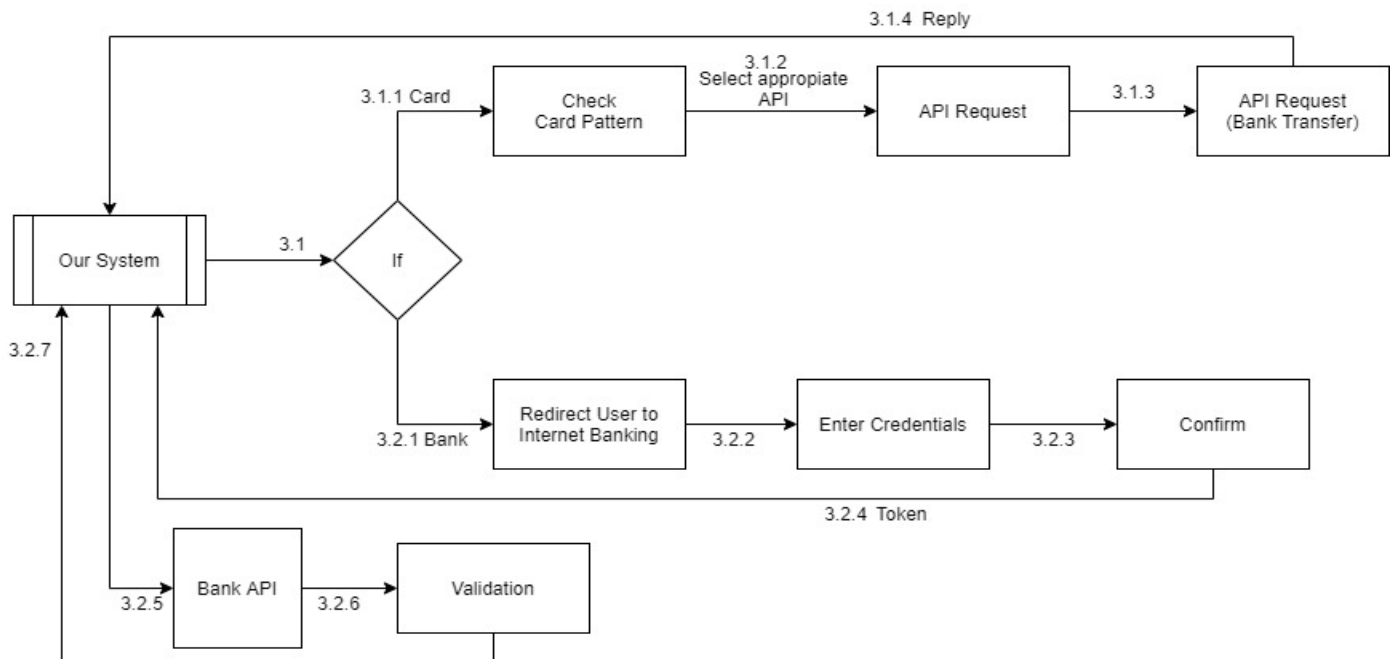 3.1.4 Reply
3.1.1 Card
Check
Card Pattern
3.1.2
Select appropiate
API
API Request
3.1.3
API Request
(Bank Transfer)
Our System
3.1
If
3.2.7
3.2.1 Bank
Redirect User to
Internet Banking
3.2.2
Enter Credentials
3.2.3
Confirm
3.2.4 Token
3.2.5
Bank API
3.2.6
Validation